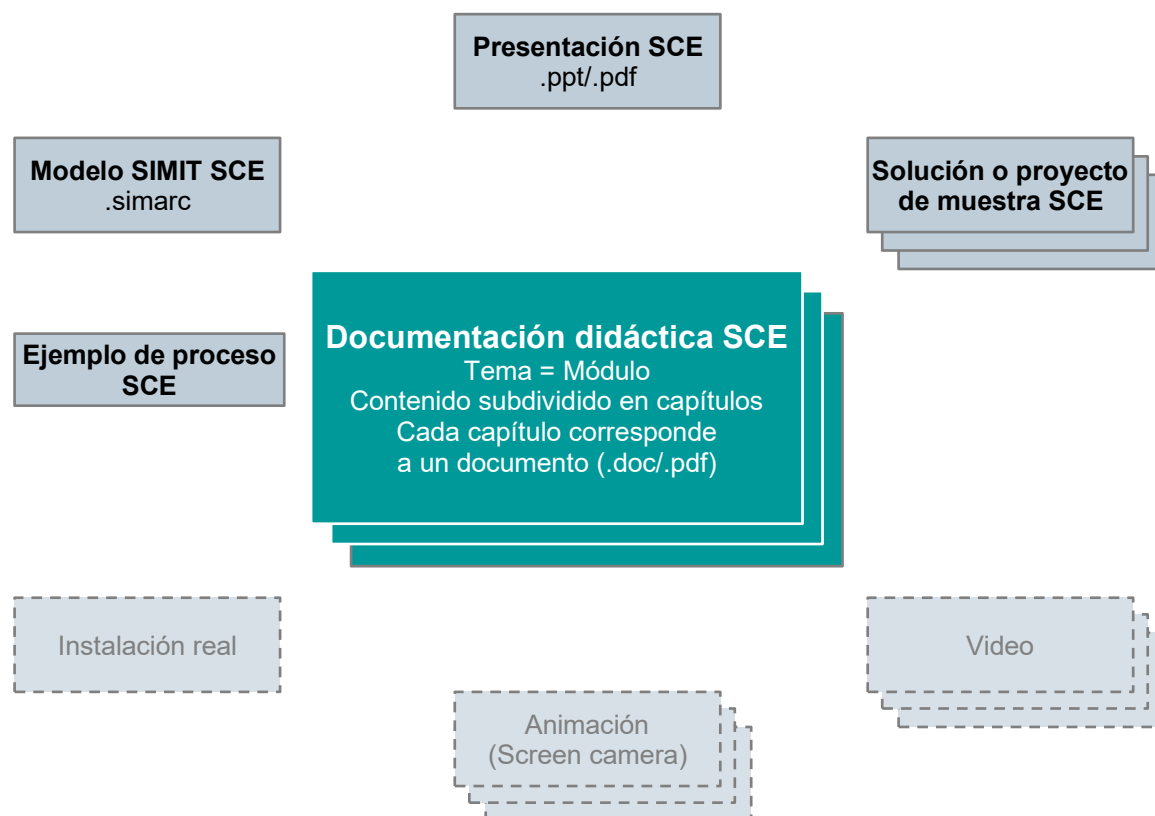 Presentación SCE
.ppt/.pdf
Modelo SIMIT SCE
.simarc
Solución o proyecto
de muestra SCE
Ejemplo de proceso
SCE
Documentación didáctica SCE
Tema = Módulo
Contenido subdividido en capítulos
Cada capítulo corresponde
a un documento (.doc/.pdf)
Instalación real
Video
Animación
(Screen camera)